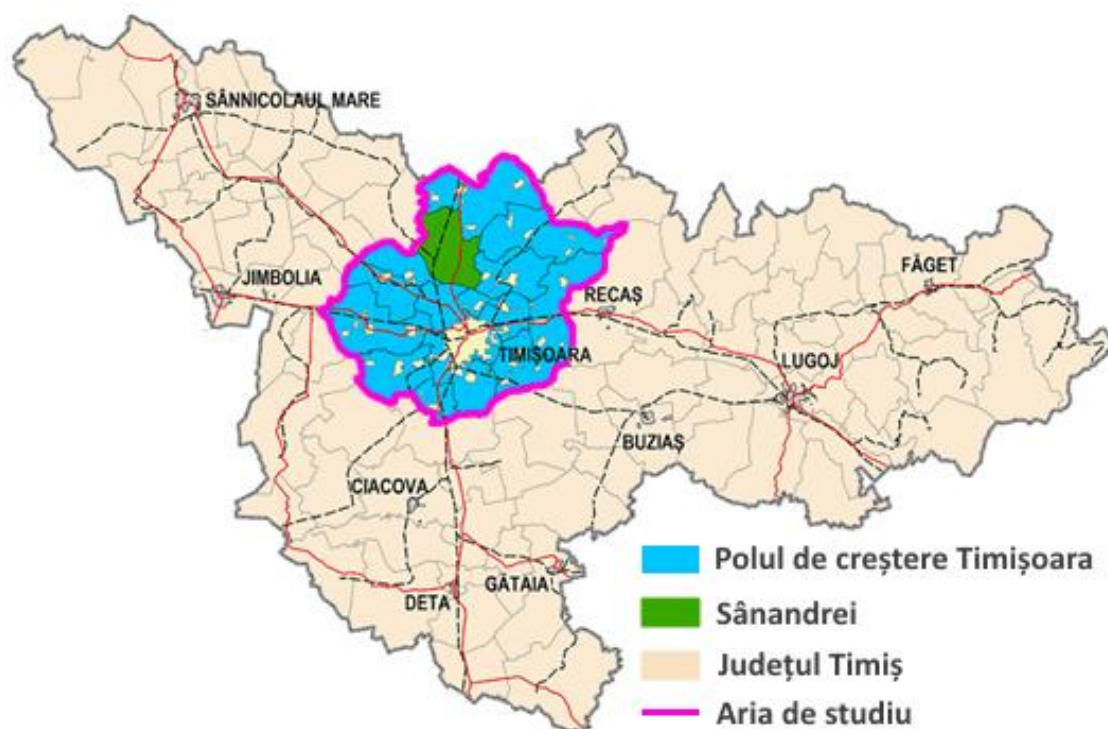 SÂNNICOLAUL MARE
JIMBOLIA
FĂGET
RECAȘ
TIMIȘOARA
LUGOJ
BUZIAȘ
CIACOVA
GĂTAIA
DETA
Polul de creștere Timișoara
Sânandrei
Județul Timiș
Aria de studiu